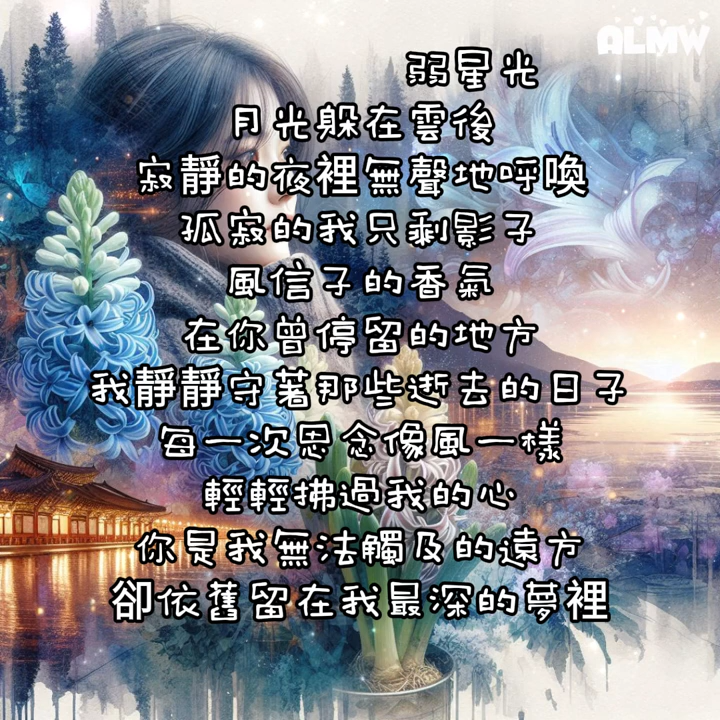 ALMW
弱星光
月光躲在雲後
寂靜的夜裡無聲地呼喚
孤寂的我只剩影子
風信子的香氣
在你曾停留的地方
我靜靜守著那些逝去的日子
每一次思念像風一樣
輕輕拂過我的心
你是我無法觸及的遠方
卻依舊留在我最深的夢裡